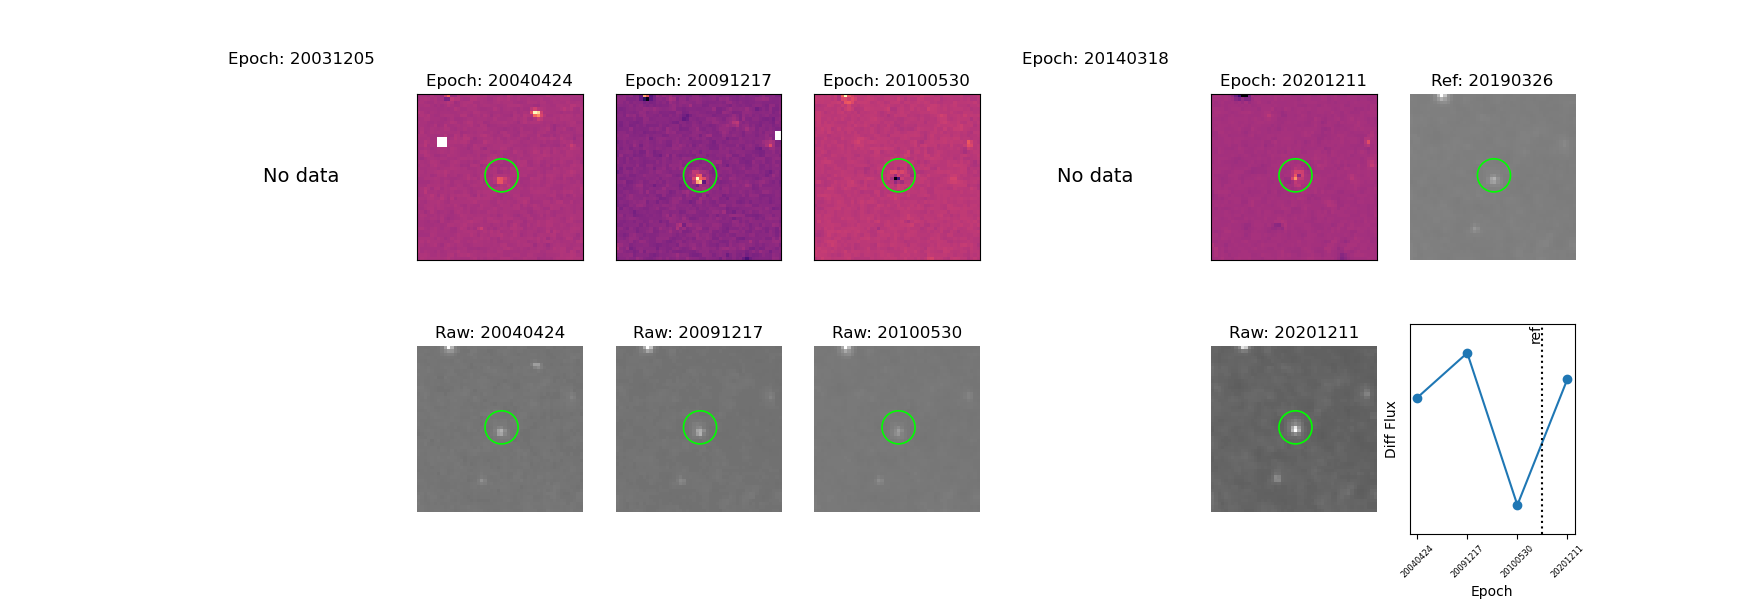 Epoch: 20031205
Epoch: 20040424
Epoch: 20091217
Epoch: 20100530
Epoch: 20140318
Epoch: 20201211
Ref: 20190326
No data
No data
Raw: 20040424
Raw: 20091217
Raw: 20100530
Raw: 20201211
ref
Diff Flux
20040424
20091217
20100530
20201211
Epoch